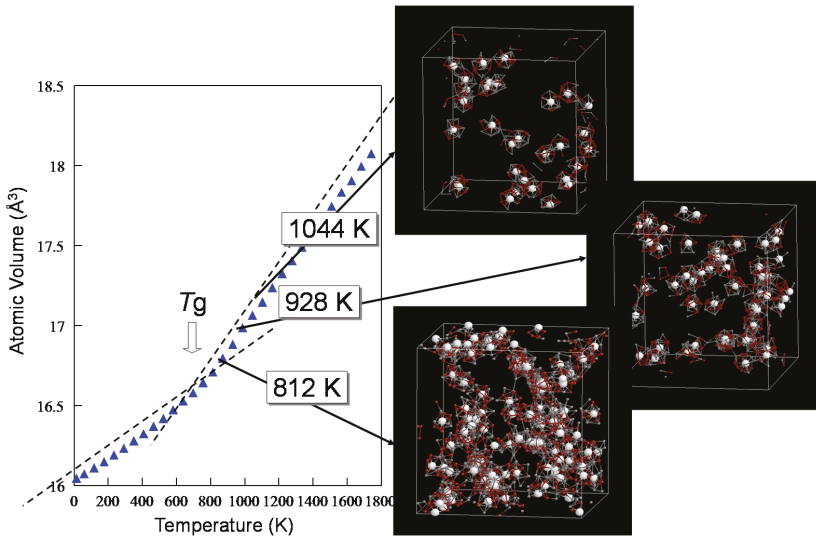 18.5
18
17.5
17
16.5
16
0 200 400 600 800 1000 1200 1400 1600 1800
Atomic Volume (Å³)
Temperature (K)
Tg
1044 K
928 K
812 K